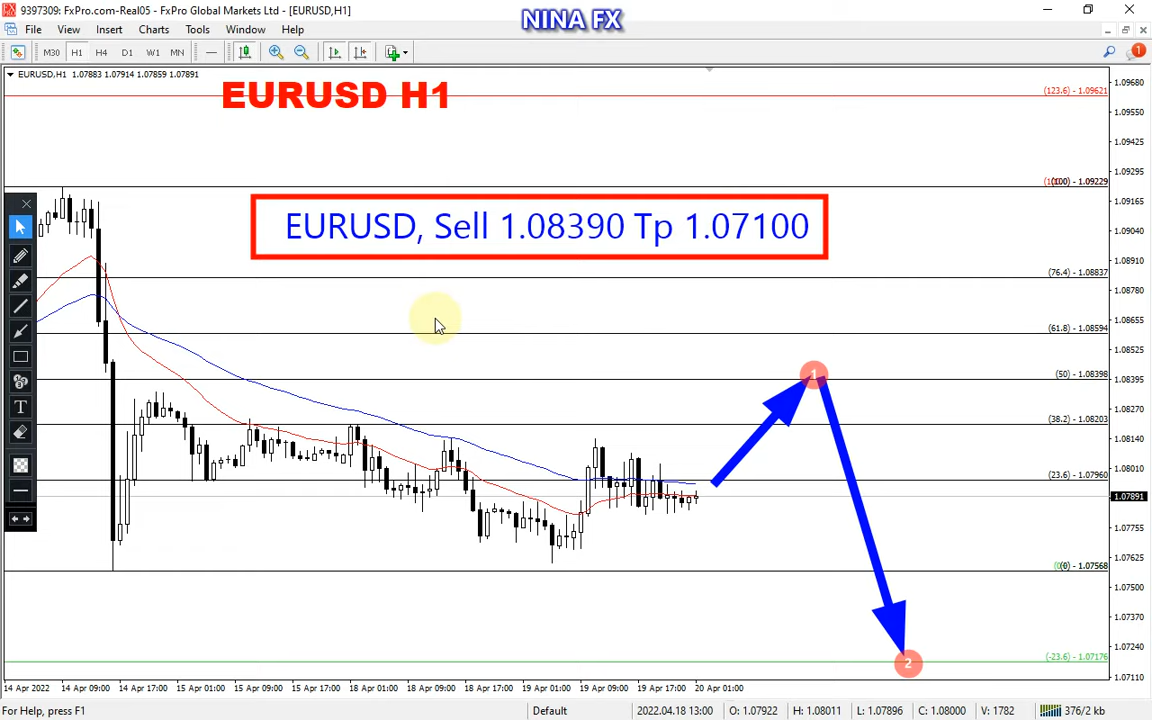 9397309: FxPro.com-Real05 - FxPro Global Markets Ltd - [EURUSD,H1]
NINA FX
File View Insert Charts Tools Window Help
M30 H1 H4 D1 W1 MN
1
EURUSD,H1 1.07883 1.07914 1.07859 1.07891
EURUSD H1
EURUSD, Sell 1.08390 Tp 1.07100
(123.6) - 1.09621
(100) - 1.09229
(76.4) - 1.08837
(61.8) - 1.08594
(50) - 1.08398
(38.2) - 1.08203
(23.6) - 1.07960
(0) - 1.07568
(-23.6) - 1.07176
1
2
T
1.09680
1.09550
1.09425
1.09295
1.09165
1.09040
1.08910
1.08780
1.08655
1.08525
1.08395
1.08270
1.08140
1.08010
1.07891
1.07755
1.07625
1.07500
1.07370
1.07240
1.07110
14 Apr 2022 14 Apr 09:00 14 Apr 17:00 15 Apr 01:00 15 Apr 09:00 15 Apr 17:00 18 Apr 01:00 18 Apr 09:00 18 Apr 17:00 19 Apr 01:00 19 Apr 09:00 19 Apr 17:00 20 Apr 01:00
For Help, press F1 Default 2022.04.18 13:00 O: 1.07922 H: 1.08011 L: 1.07896 C: 1.08000 V: 1782 376/2 kb